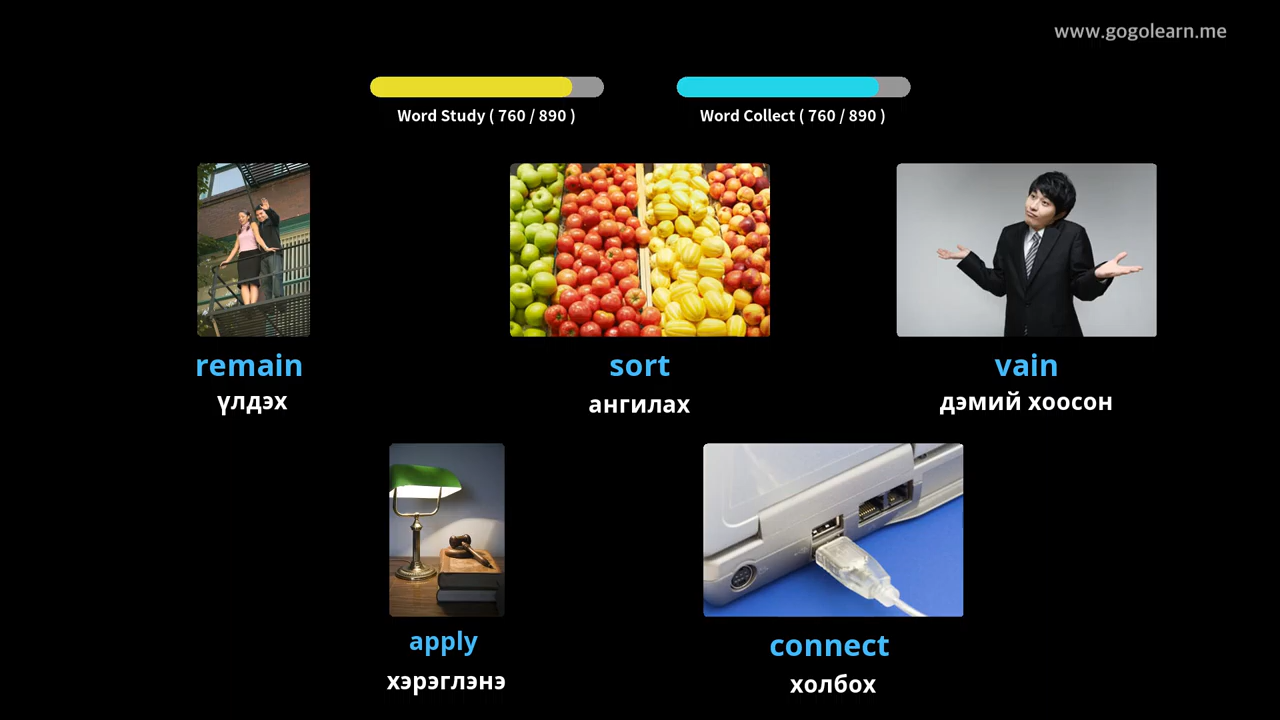 www.gogolearn.me
Word Study ( 760 / 890 )
Word Collect ( 760 / 890 )
remain
үлдэх
sort
ангилах
vain
дэмий хоосон
apply
хэрэглэнэ
connect
холбох